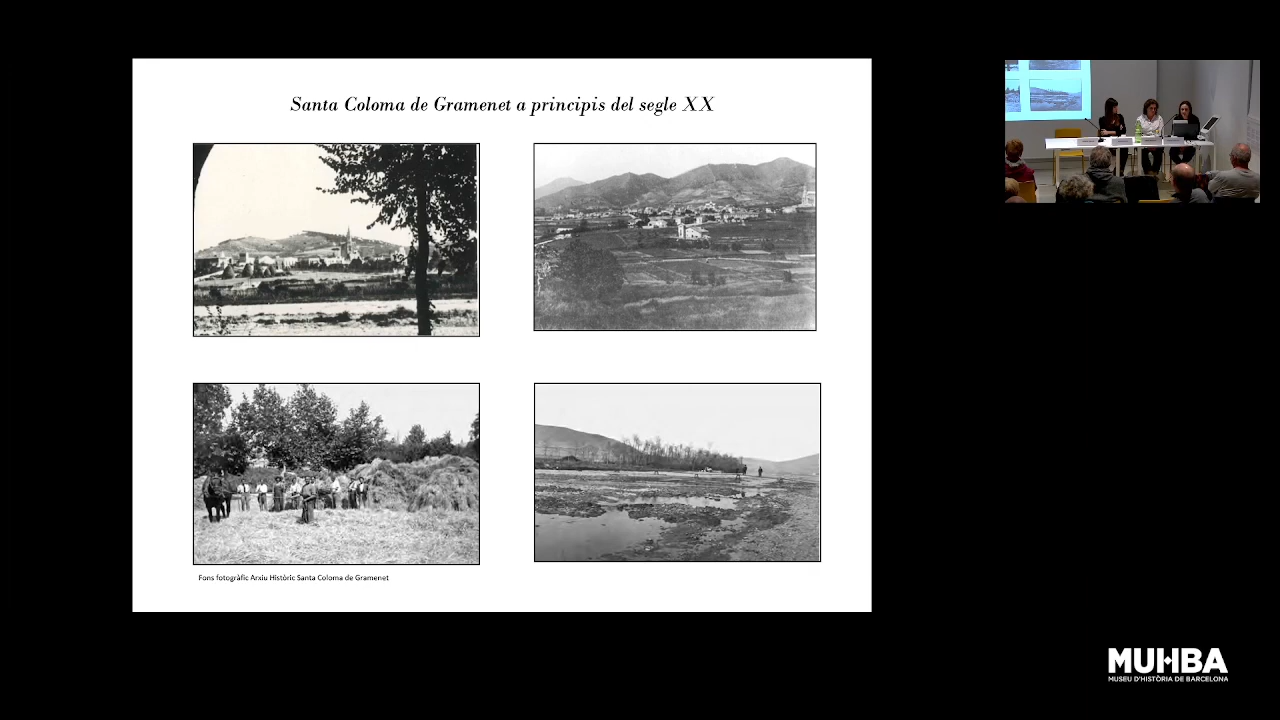 Santa Coloma de Gramenet a principis del segle XX
Fons fotogràfic Arxiu Històric Santa Coloma de Gramenet
MUHBA
MUSEU D'HISTÒRIA DE BARCELONA